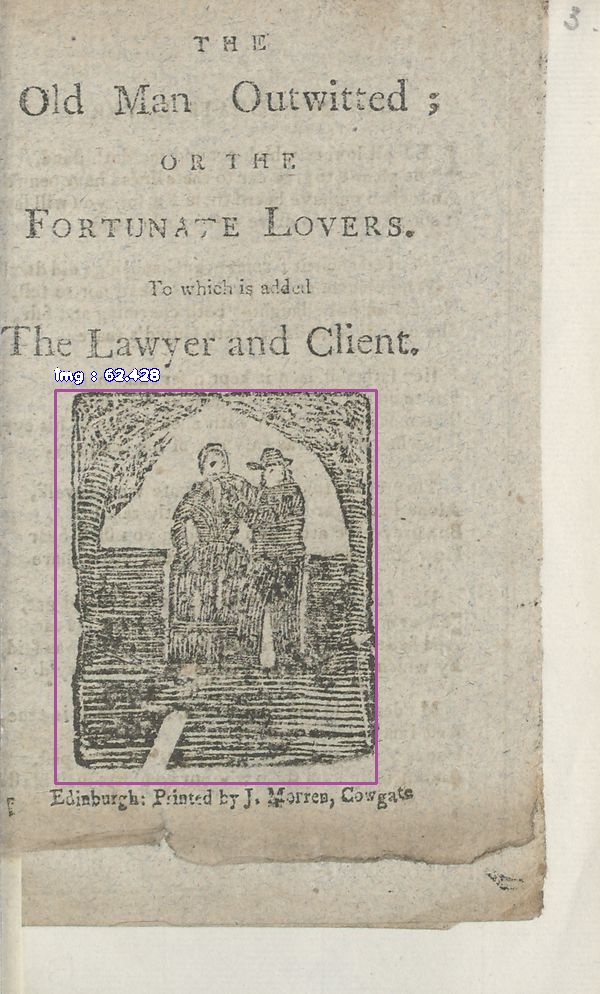 3
THE
Old Man Outwitted;
OR THE
FORTUNATE LOVERS.
To which is added
The Lawyer and Client.
img : 62.428
Edinburgh: Printed by J. Morren, Cowgate